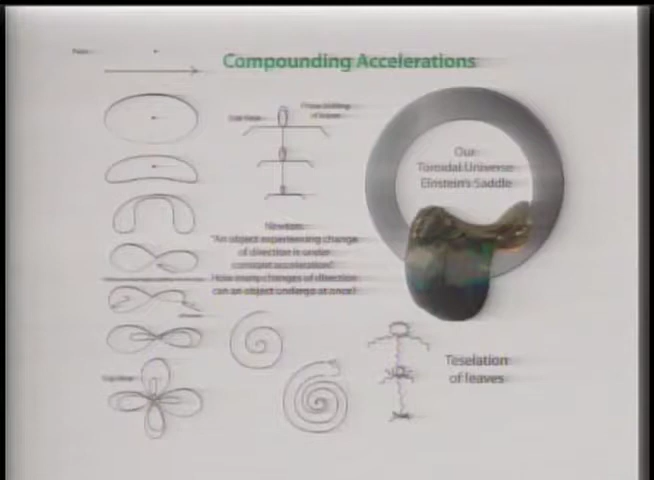 Compounding Accelerations
Our
Toroidal Universe
Einstein's Saddle
Newton:
"An object experiencing change
of direction is under
constant acceleration"
How many changes of direction
can an object undergo at once?
Teselation
of leaves